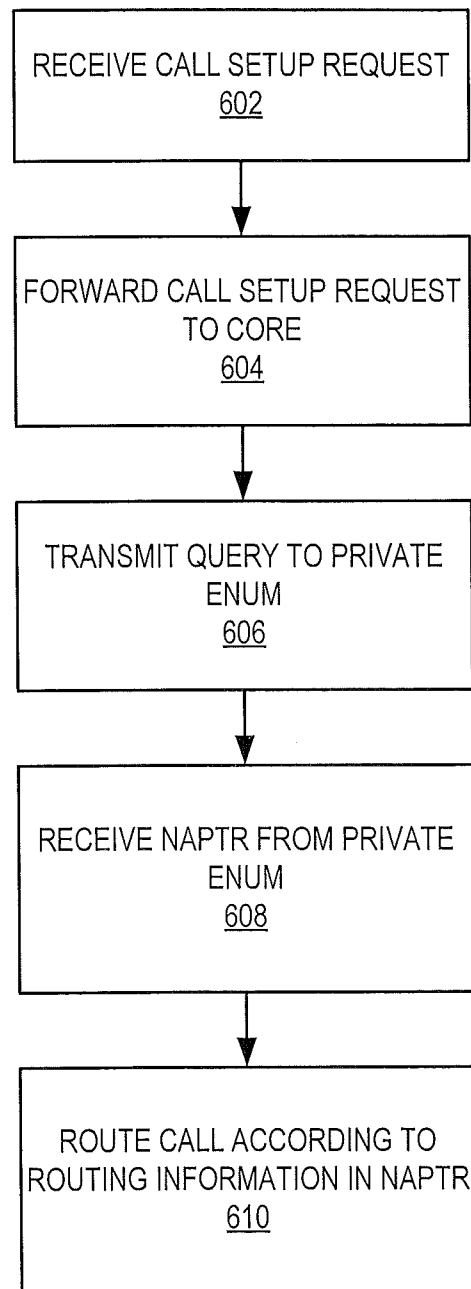 RECEIVE CALL SETUP REQUEST
602
FORWARD CALL SETUP REQUEST
TO CORE
604
TRANSMIT QUERY TO PRIVATE
ENUM
606
RECEIVE NAPTR FROM PRIVATE
ENUM
608
ROUTE CALL ACCORDING TO
ROUTING INFORMATION IN NAPTR
610